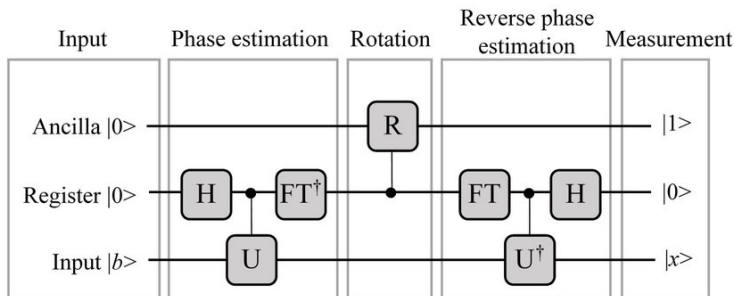 Input
Phase estimation
Rotation
Reverse phase
estimation
Measurement
Ancilla |0>
R
|1>
Register |0>
H
FT†
FT
H
|0>
Input |b>
U
U†
|x>